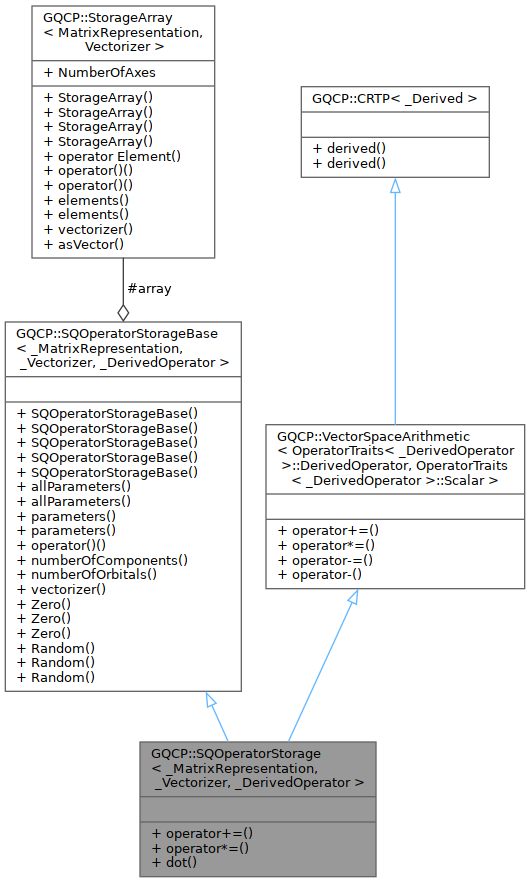 GQCP::StorageArray
< MatrixRepresentation,
Vectorizer >
+ NumberOfAxes
+ StorageArray()
+ StorageArray()
+ StorageArray()
+ StorageArray()
+ operator Element()
+ operator()()
+ operator()()
+ elements()
+ elements()
+ vectorizer()
+ asVector()
GQCP::CRTP< _Derived >
+ derived()
+ derived()
#array
GQCP::SQOperatorStorageBase
< _MatrixRepresentation,
_Vectorizer, _DerivedOperator >
+ SQOperatorStorageBase()
+ SQOperatorStorageBase()
+ SQOperatorStorageBase()
+ SQOperatorStorageBase()
+ SQOperatorStorageBase()
+ allParameters()
+ allParameters()
+ parameters()
+ parameters()
+ operator()()
+ numberOfComponents()
+ numberOfOrbitals()
+ vectorizer()
+ Zero()
+ Zero()
+ Zero()
+ Random()
+ Random()
+ Random()
GQCP::VectorSpaceArithmetic
< OperatorTraits< _DerivedOperator
>::DerivedOperator, OperatorTraits
< _DerivedOperator >::Scalar >
+ operator+=()
+ operator*=()
+ operator-=()
+ operator-()
GQCP::SQOperatorStorage
< _MatrixRepresentation,
_Vectorizer, _DerivedOperator >
+ operator+=()
+ operator*=()
+ dot()